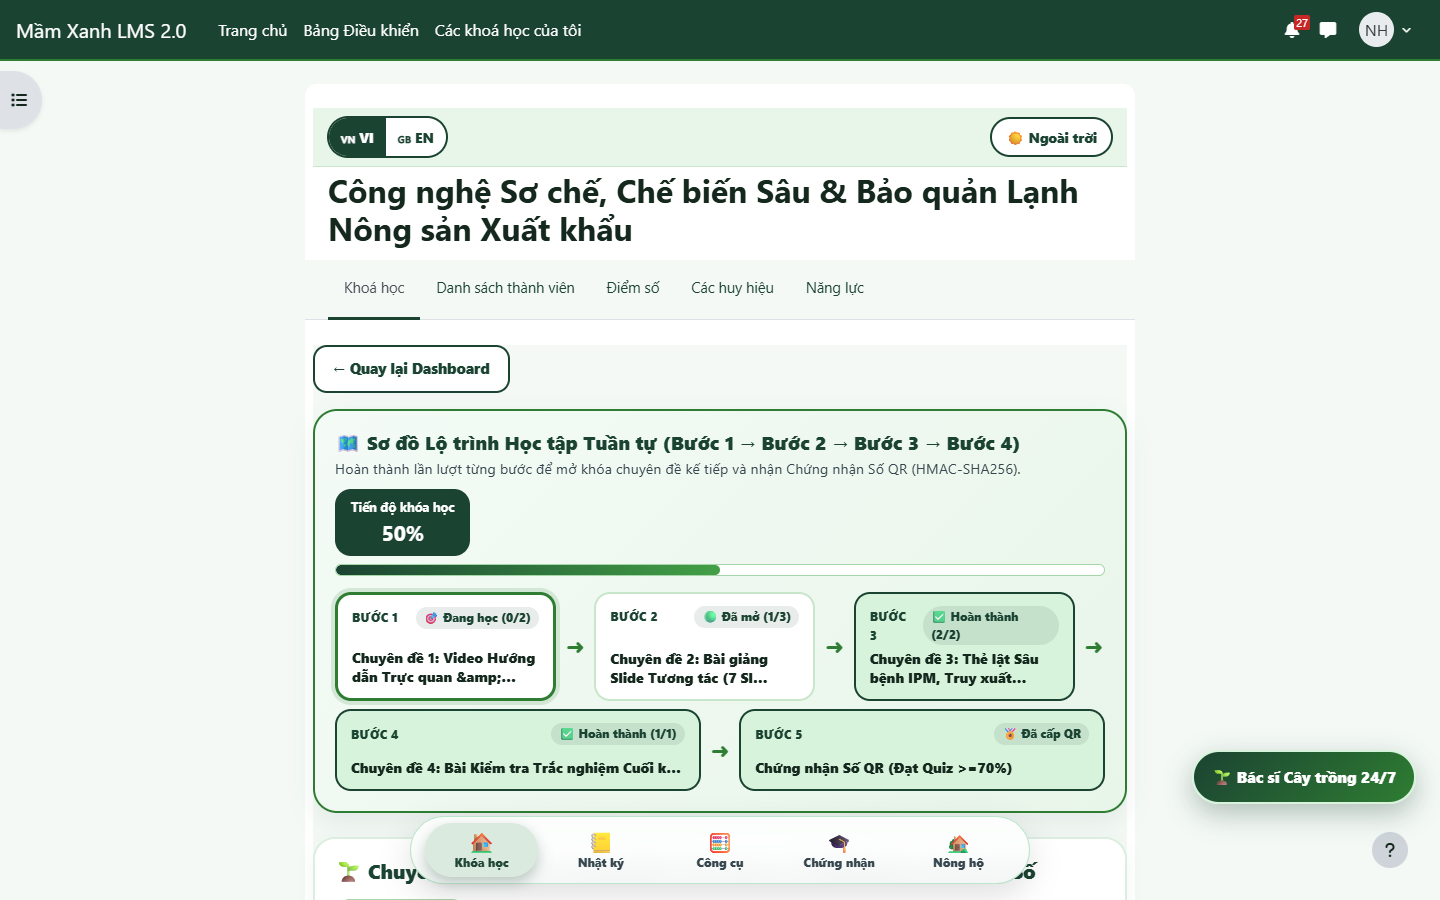 Mầm Xanh LMS 2.0
Trang chủ
Bảng Điều khiển
Các khoá học của tôi
27
NH
VN VI
GB EN
Ngoài trời
Công nghệ Sơ chế, Chế biến Sâu & Bảo quản Lạnh
Nông sản Xuất khẩu
Khoá học
Danh sách thành viên
Điểm số
Các huy hiệu
Năng lực
← Quay lại Dashboard
Sơ đồ Lộ trình Học tập Tuần tự (Bước 1 → Bước 2 → Bước 3 → Bước 4)
Hoàn thành lần lượt từng bước để mở khóa chuyên đề kế tiếp và nhận Chứng nhận Số QR (HMAC-SHA256).
Tiến độ khóa học
50%
BƯỚC 1
Đang học (0/2)
Chuyên đề 1: Video Hướng
dẫn Trực quan &amp;...
→
BƯỚC 2
Đã mở (1/3)
Chuyên đề 2: Bài giảng
Slide Tương tác (7 Sl...
→
BƯỚC
3
Hoàn thành
(2/2)
Chuyên đề 3: Thẻ lật Sâu
bệnh IPM, Truy xuất...
→
BƯỚC 4
Hoàn thành (1/1)
Chuyên đề 4: Bài Kiểm tra Trắc nghiệm Cuối k...
→
BƯỚC 5
Đã cấp QR
Chứng nhận Số QR (Đạt Quiz >=70%)
Bác sĩ Cây trồng 24/7
Khóa học
Nhật ký
Công cụ
Chứng nhận
Nông hộ
?